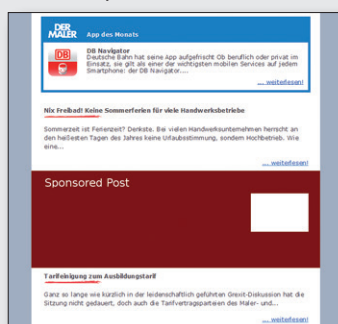 DER
MALER App des Monats
DB DB Navigator
Deutsche Bahn hat seine App aufgefrischt Ob beruflich oder privat im
Einsatz, sie gilt als einer der wichtigsten mobilen Services auf jedem
Smartphone: der DB Navigator....
... weiterlesen!
Nix Freibad! Keine Sommerferien für viele Handwerksbetriebe
Sommerzeit ist Ferienzeit? Denkste. Bei vielen Handwerksunternehmen herrscht an
den heißesten Tagen des Jahres keine Urlaubsstimmung, sondern Hochbetrieb. Wie
eine...
... weiterlesen!
Sponsored Post
Tarifeinigung zum Ausbildungstarif
Ganz so lange wie kürzlich in der leidenschaftlich geführten Grexit-Diskussion hat die
Sitzung nicht gedauert, doch auch die Tarifvertragsparteien des Maler- und...
... weiterlesen!